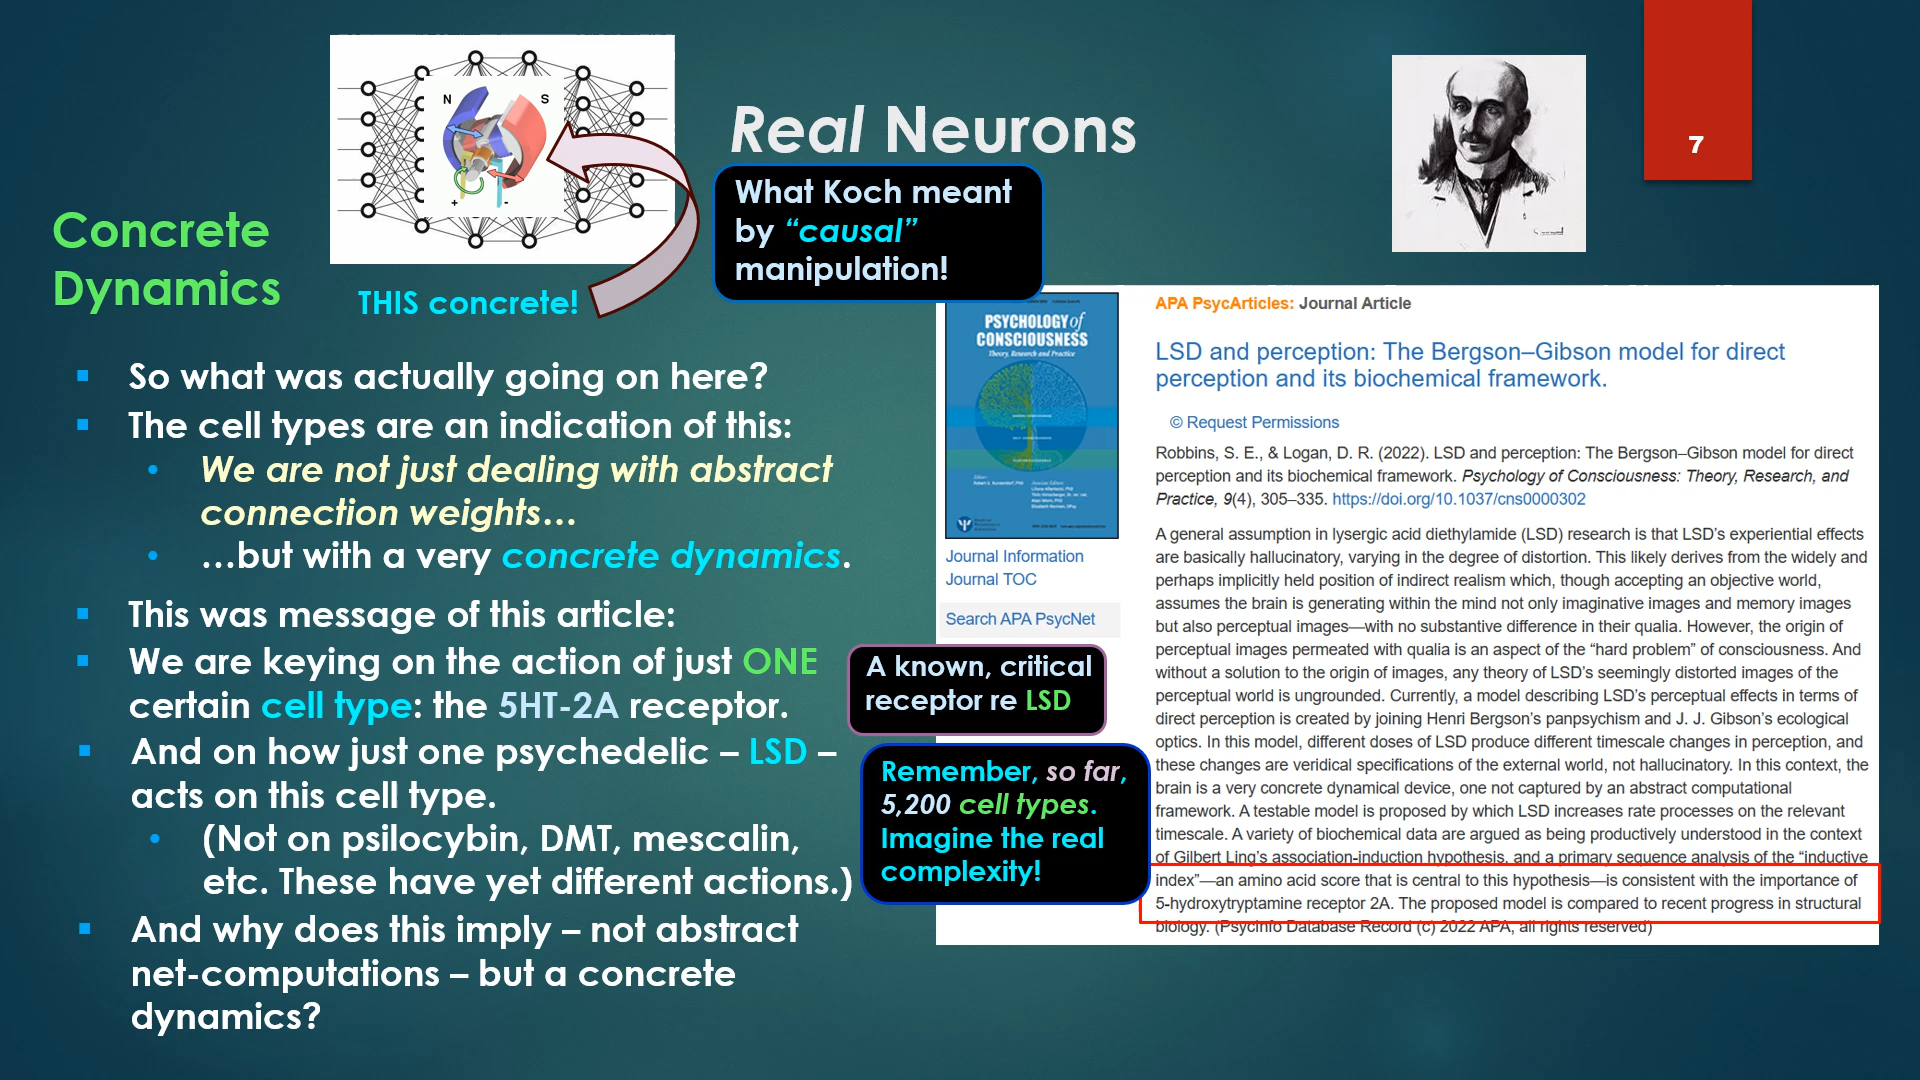 Real Neurons
7
N
S
+
-
Concrete
Dynamics
THIS concrete!
What Koch meant
by “causal”
manipulation!
So what was actually going on here?
The cell types are an indication of this:
We are not just dealing with abstract
connection weights…
…but with a very concrete dynamics.
This was message of this article:
We are keying on the action of just ONE
certain cell type: the 5HT-2A receptor.
And on how just one psychedelic – LSD –
acts on this cell type.
(Not on psilocybin, DMT, mescalin,
etc. These have yet different actions.)
And why does this imply – not abstract
net-computations – but a concrete
dynamics?
PSYCHOLOGY of
CONSCIOUSNESS
Theory, Research and Practice
Journal Information
Journal TOC
Search APA PsycNet
A known, critical
receptor re LSD
Remember, so far,
5,200 cell types.
Imagine the real
complexity!
APA PsycArticles: Journal Article
LSD and perception: The Bergson–Gibson model for direct
perception and its biochemical framework.
© Request Permissions
Robbins, S. E., & Logan, D. R. (2022). LSD and perception: The Bergson–Gibson model for direct
perception and its biochemical framework. Psychology of Consciousness: Theory, Research, and
Practice, 9(4), 305–335. https://doi.org/10.1037/cns0000302
A general assumption in lysergic acid diethylamide (LSD) research is that LSD’s experiential effects
are basically hallucinatory, varying in the degree of distortion. This likely derives from the widely and
perhaps implicitly held position of indirect realism which, though accepting an objective world,
assumes the brain is generating within the mind not only imaginative images and memory images
but also perceptual images—with no substantive difference in their qualia. However, the origin of
perceptual images permeated with qualia is an aspect of the “hard problem” of consciousness. And
without a solution to the origin of images, any theory of LSD’s seemingly distorted images of the
perceptual world is ungrounded. Currently, a model describing LSD’s perceptual effects in terms of
direct perception is created by joining Henri Bergson’s panpsychism and J. J. Gibson’s ecological
optics. In this model, different doses of LSD produce different timescale changes in perception, and
these changes are veridical specifications of the external world, not hallucinatory. In this context, the
brain is a very concrete dynamical device, one not captured by an abstract computational
framework. A testable model is proposed by which LSD increases rate processes on the relevant
timescale. A variety of biochemical data are argued as being productively understood in the context
of Gilbert Ling’s association-induction hypothesis, and a primary sequence analysis of the “inductive
index”—an amino acid score that is central to this hypothesis—is consistent with the importance of
5-hydroxytryptamine receptor 2A. The proposed model is compared to recent progress in structural
biology. (PsycInfo Database Record (c) 2022 APA, all rights reserved)